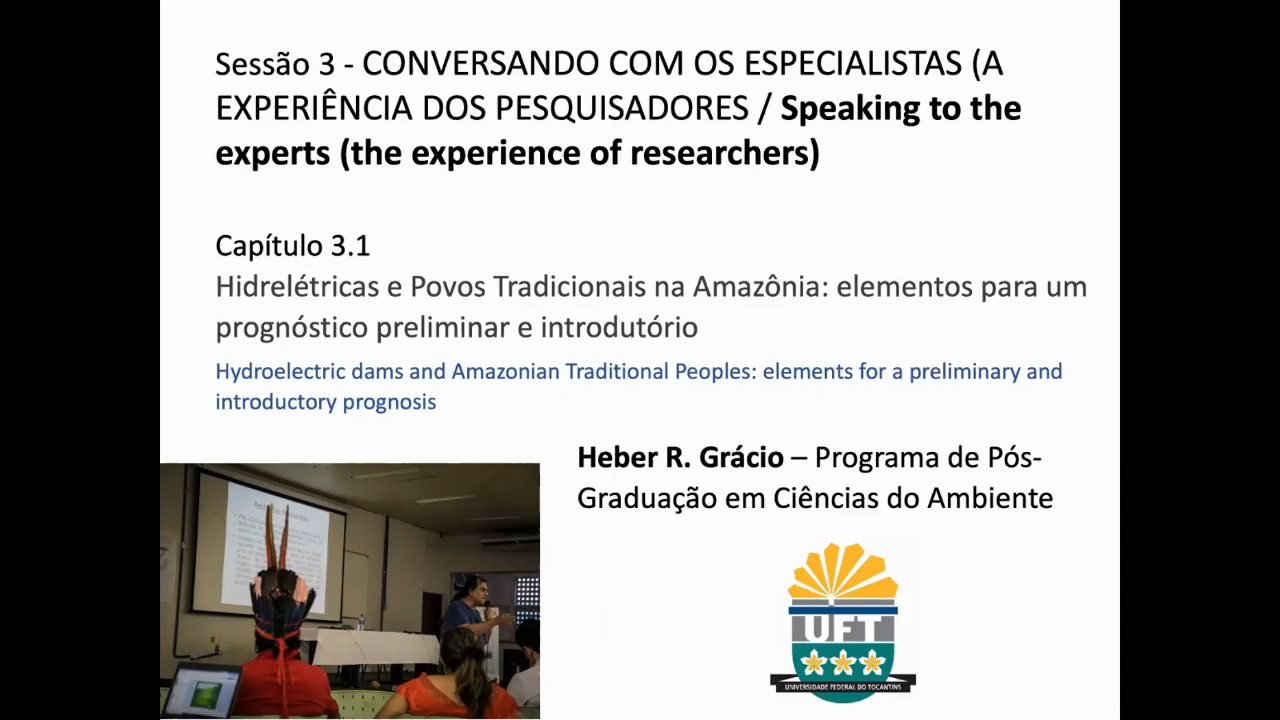 Sessão 3 - CONVERSANDO COM OS ESPECIALISTAS (A
EXPERIÊNCIA DOS PESQUISADORES / Speaking to the
experts (the experience of researchers)
Capítulo 3.1
Hidrelétricas e Povos Tradicionais na Amazônia: elementos para um
prognóstico preliminar e introdutório
Hydroelectric dams and Amazonian Traditional Peoples: elements for a preliminary and
introductory prognosis
Heber R. Grácio – Programa de Pós-
Graduação em Ciências do Ambiente
UFT
UNIVERSIDADE FEDERAL DO TOCANTINS